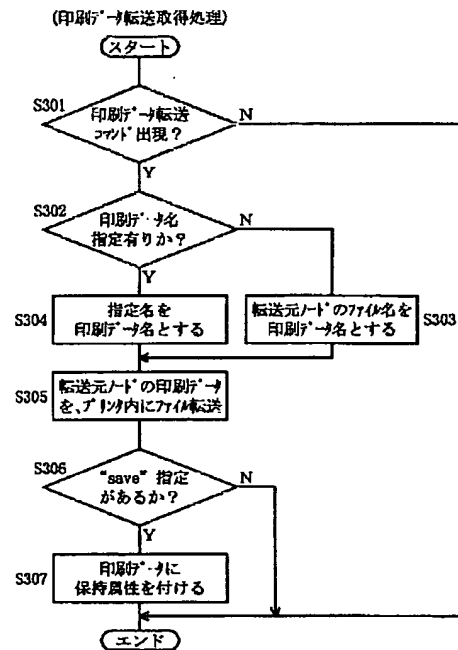 (印刷ﾃﾞｰﾀ転送取得処理)
スタート
S301
印刷ﾃﾞｰﾀ転送
ｺﾏﾝﾄﾞ出現？
N
Y
S302
印刷ﾃﾞｰﾀ名
指定有りか？
N
Y
S304
指定名を
印刷ﾃﾞｰﾀ名とする
転送元ﾉｰﾄﾞのﾌｧｲﾙ名を
印刷ﾃﾞｰﾀ名とする
S303
S305
転送元ﾉｰﾄﾞの印刷ﾃﾞｰﾀ
を、ﾌﾟﾘﾝﾀ内にﾌｧｲﾙ転送
S306
“save”指定
があるか？
N
Y
S307
印刷ﾃﾞｰﾀに
保持属性を付ける
エンド